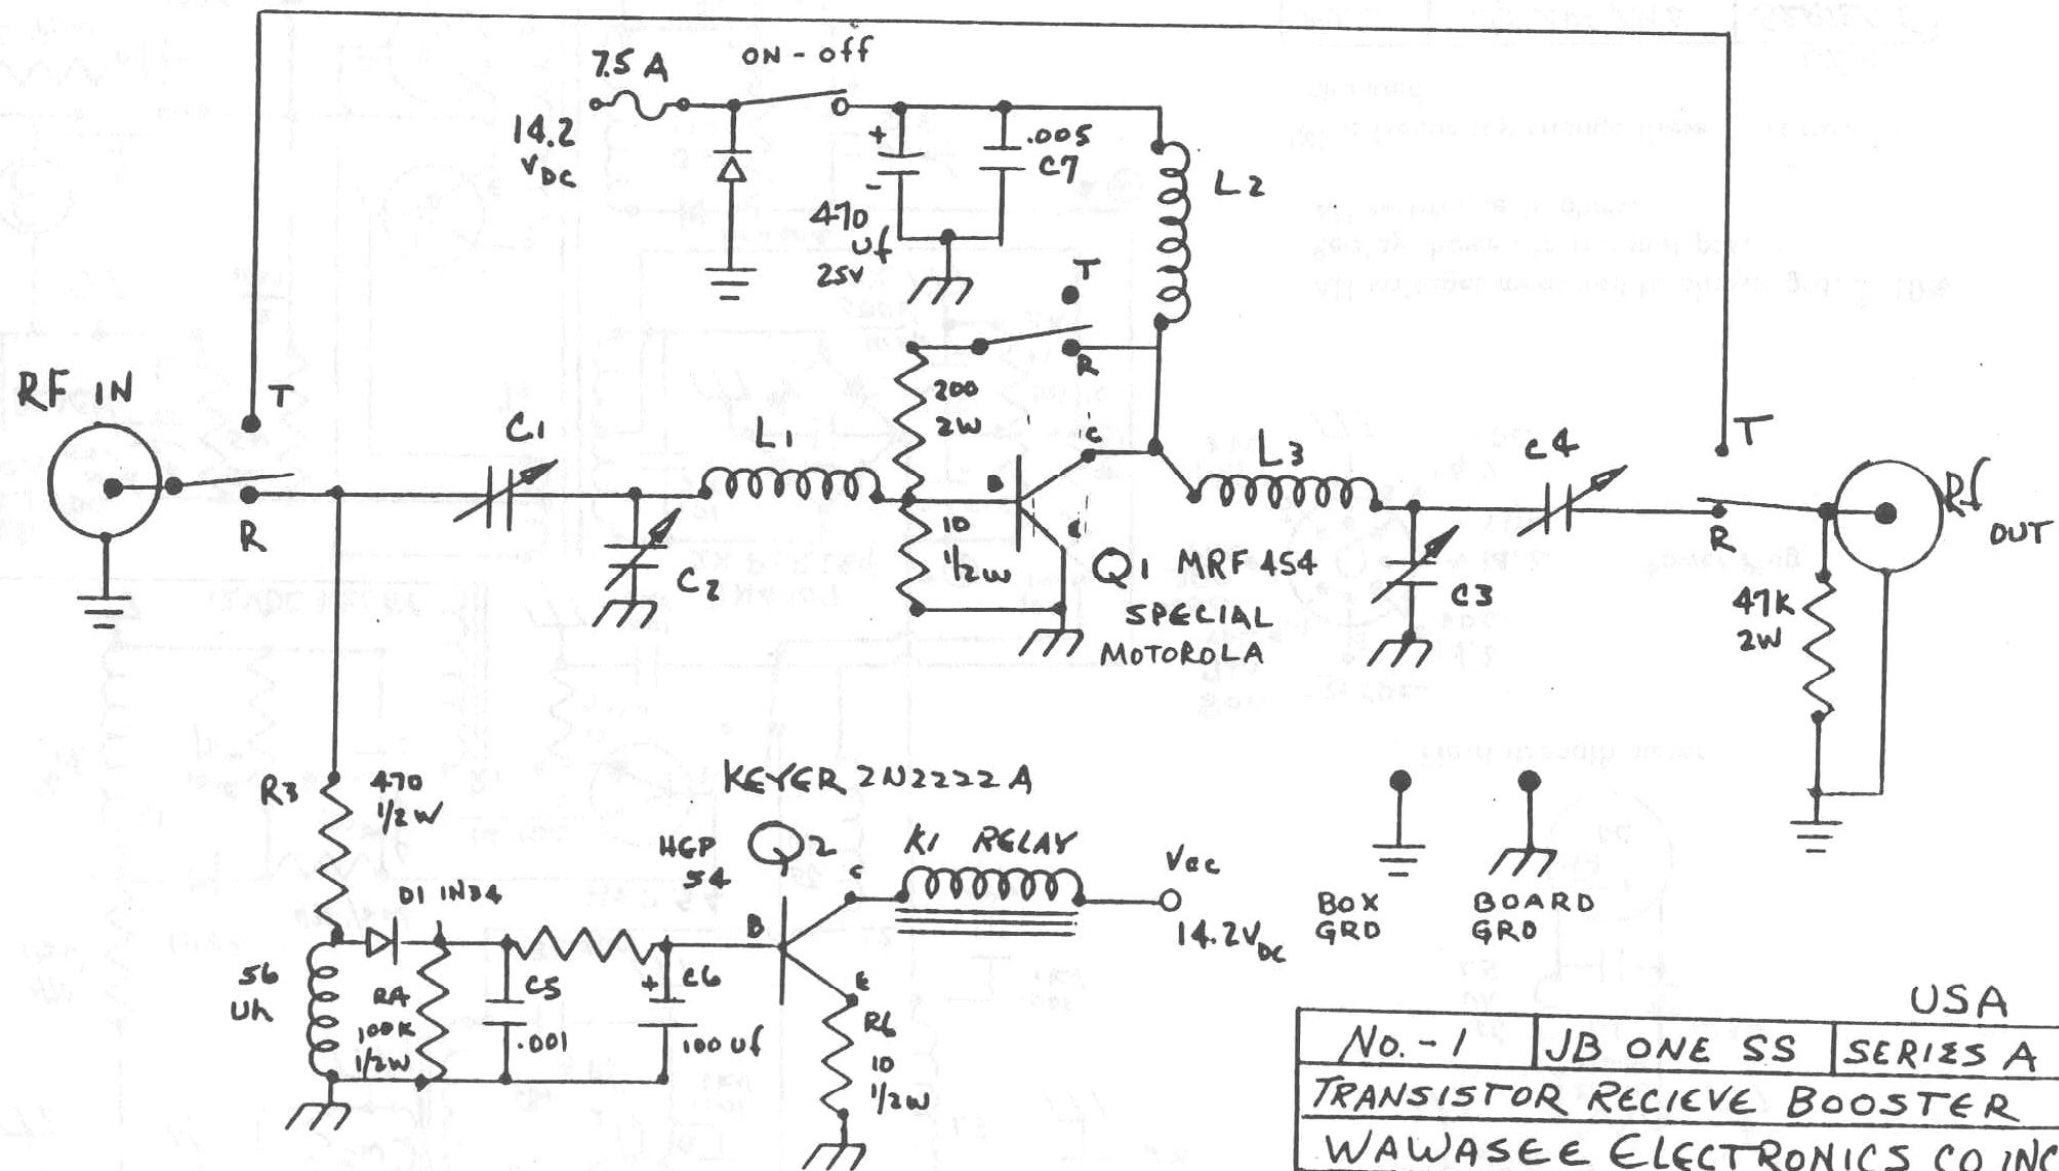 7.5 A
ON - Off
14.2
VDC
+
-
470
Uf
25V
.005
C7
L2
T
R
RF IN
T
R
C1
C2
L1
200
2W
10
1/2W
B
C
E
Q1 MRF 454
SPECIAL
MOTOROLA
L3
C4
C3
T
R
Rf
OUT
47K
2W
R3
470
1/2W
D1 IN34
56
Uh
RA
100K
1/2W
C5
.001
+
C6
100 Uf
KEYER 2N2222A
HEP
54
Q2
B
C
E
K1 RELAY
Vcc
14.2VDC
R6
10
1/2W
BOX
GRD
BOARD
GRD
USA
No. - 1
JB ONE SS
SERIES A
TRANSISTOR RECIEVE BOOSTER
WAWASEE ELECTRONICS CO INC